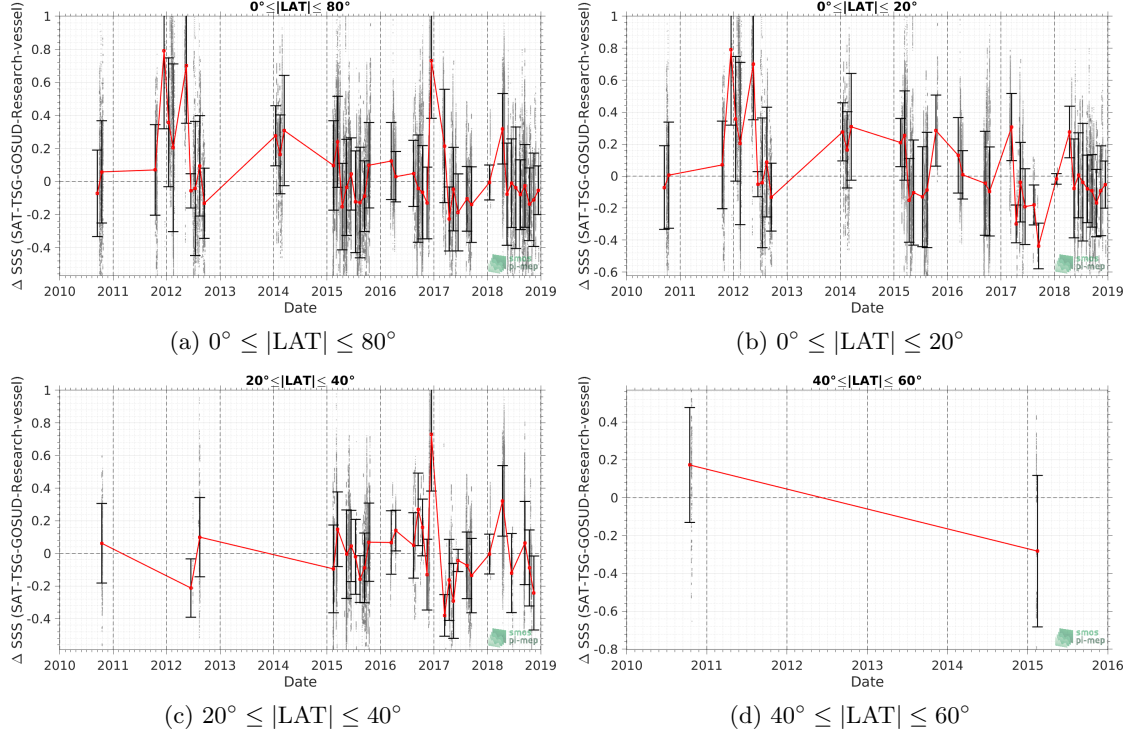 0°≤|LAT|≤ 80°
Δ SSS (SAT-TSG-GOSUD-Research-vessel)
1
0.8
0.6
0.4
0.2
0
-0.2
-0.4
smos
pi-mep
2010 2011 2012 2013 2014 2015 2016 2017 2018 2019
Date
(a) 0° ≤ |LAT| ≤ 80°
0°≤|LAT|≤ 20°
Δ SSS (SAT-TSG-GOSUD-Research-vessel)
1
0.8
0.6
0.4
0.2
0
-0.2
-0.4
-0.6
smos
pi-mep
2010 2011 2012 2013 2014 2015 2016 2017 2018 2019
Date
(b) 0° ≤ |LAT| ≤ 20°
20°≤|LAT|≤ 40°
Δ SSS (SAT-TSG-GOSUD-Research-vessel)
1
0.8
0.6
0.4
0.2
0
-0.2
-0.4
smos
pi-mep
2010 2011 2012 2013 2014 2015 2016 2017 2018 2019
Date
(c) 20° ≤ |LAT| ≤ 40°
40°≤|LAT|≤ 60°
Δ SSS (SAT-TSG-GOSUD-Research-vessel)
0.4
0.2
0
-0.2
-0.4
-0.6
-0.8
smos
pi-mep
2010 2011 2012 2013 2014 2015 2016
Date
(d) 40° ≤ |LAT| ≤ 60°